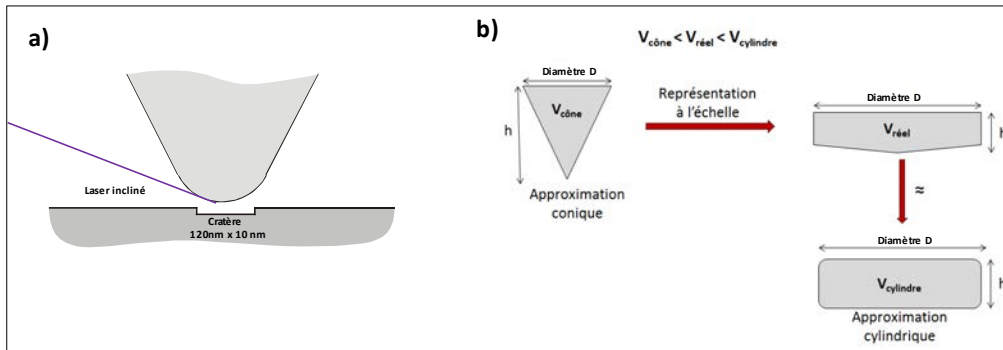 a)
Laser incliné
Cratère
120nm x 10 nm
b)
Vcône < Vréel < Vcylindre
Diamètre D
h
Vcône
Approximation
conique
Représentation
à l'échelle
Diamètre D
Vréel
h
≈
Diamètre D
Vcylindre
h
Approximation
cylindrique